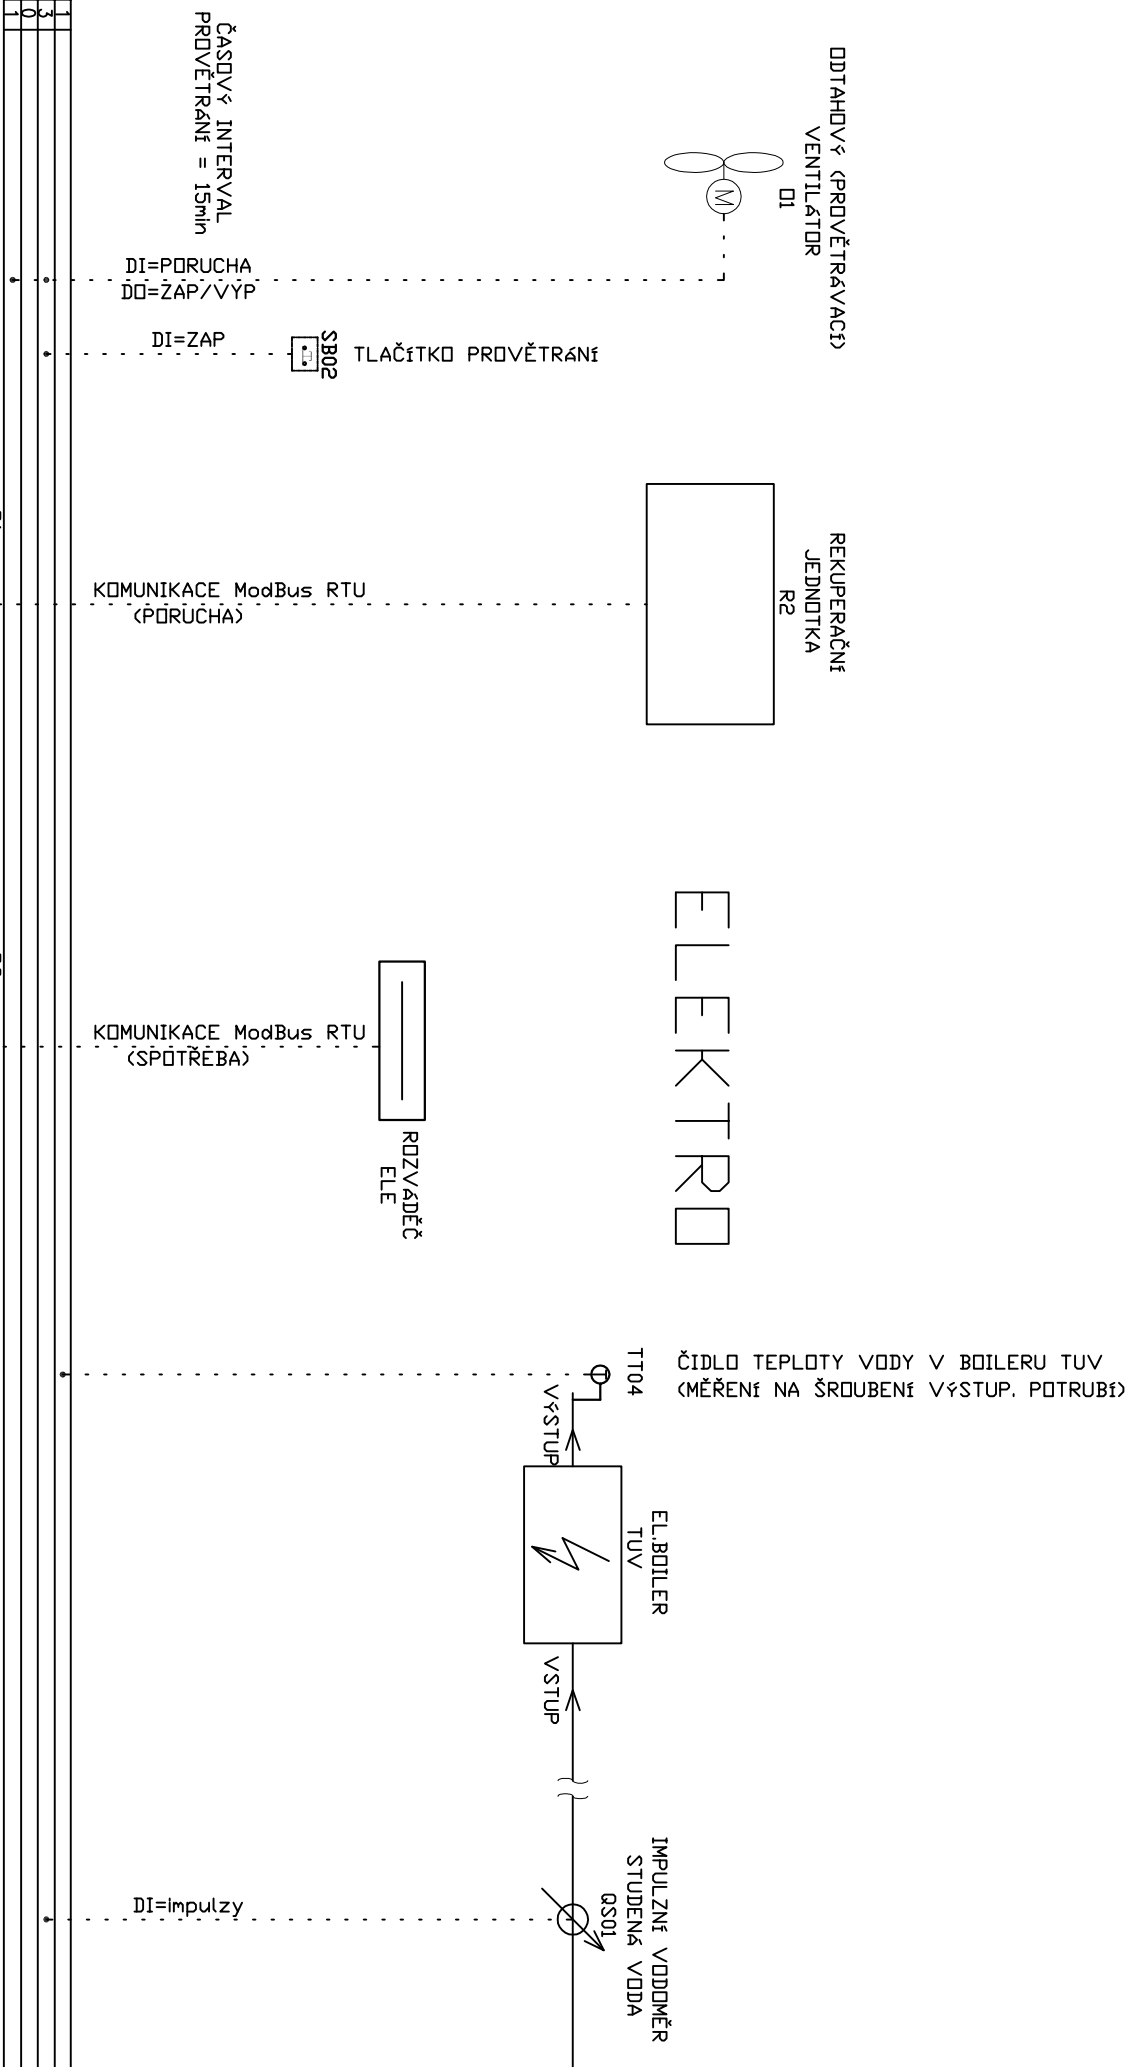 ODTAHOVÝ (PROVĚTRÁVACÍ)
VENTILÁTOR
O1
M
ČASOVÝ INTERVAL
PROVĚTRÁNÍ = 15min
DI=PORUCHA
DO=ZAP/VYP
DI=ZAP
SB02
TLAČÍTKO PROVĚTRÁNÍ
REKUPERAČNÍ
JEDNOTKA
R2
KOMUNIKACE ModBus RTU
(PORUCHA)
ELEKTRO
KOMUNIKACE ModBus RTU
(SPOTŘEBA)
ROZVÁDĚČ
ELE
TT04
ČIDLO TEPLOTY VODY V BOILERU TUV
(MĚŘENÍ NA ŠROUBENÍ VÝSTUP. POTRUBÍ)
VÝSTUP
EL.BOILER
TUV
VSTUP
IMPULZNÍ VODOMĚR
STUDENÁ VODA
QS01
DI=impulzy
1
3
0
1